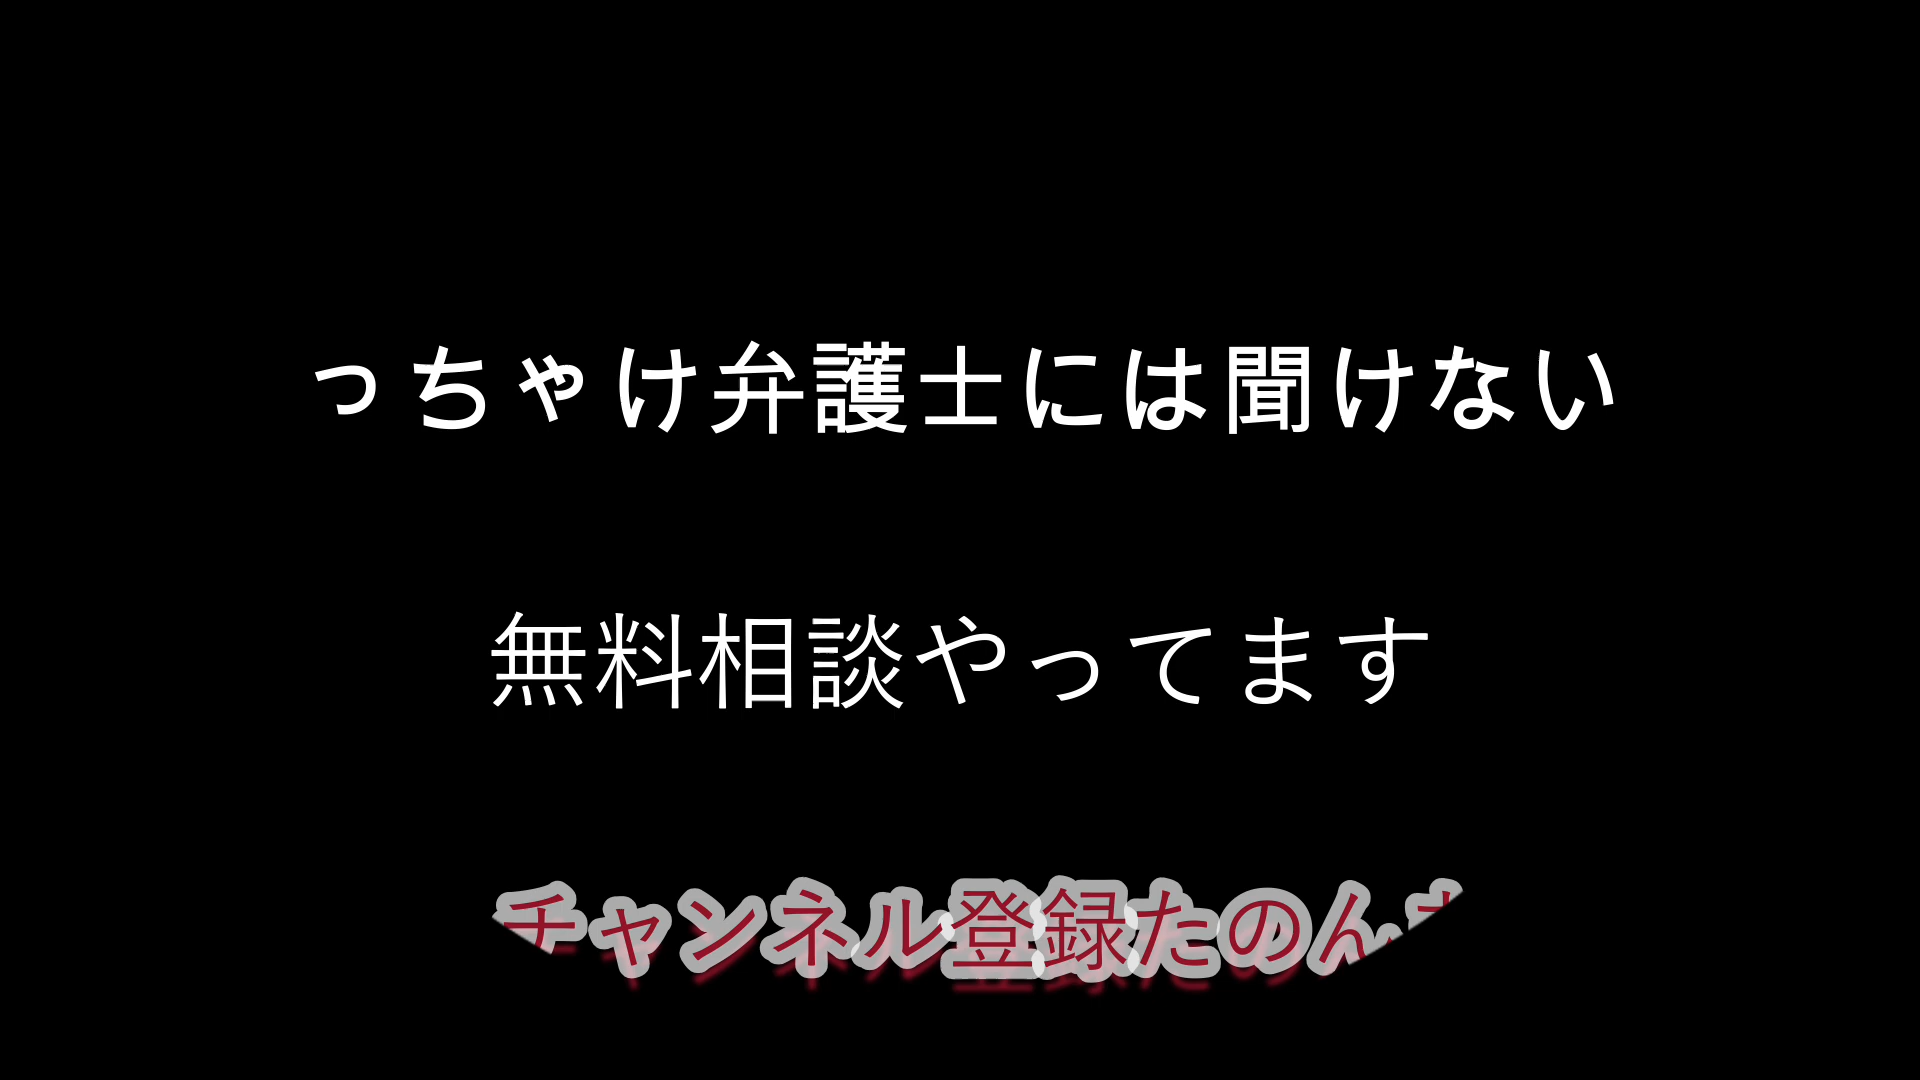 っちゃけ弁護士には聞けない
無料相談やってます
チャンネル登録たのん